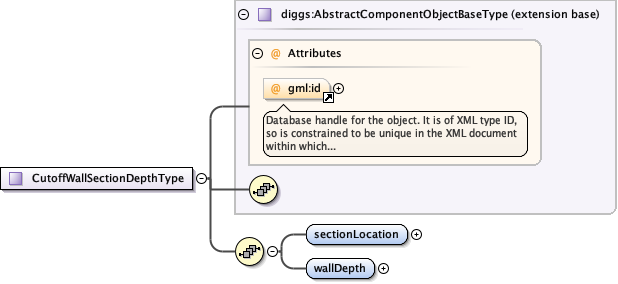 diggs:AbstractComponentObjectBaseType (extension base)
@ Attributes
@ gml:id
Database handle for the object. It is of XML type ID,
so is constrained to be unique in the XML document
within which...
CutoffWallSectionDepthType
sectionLocation
wallDepth